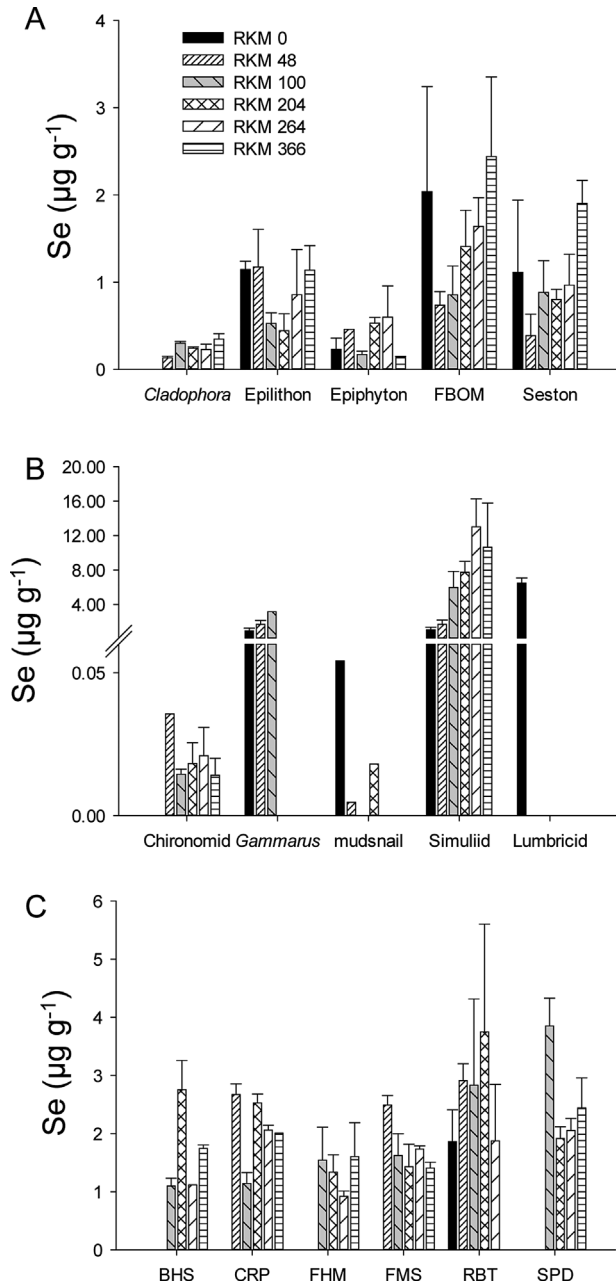 A
RKM 0
RKM 48
RKM 100
RKM 204
RKM 264
RKM 366
Se (µg g⁻¹)
4
3
2
1
0
Cladophora Epilithon Epiphyton FBOM Seston
B
Se (µg g⁻¹)
20.00
16.00
12.00
8.00
4.00
0.05
0.00
Chironomid Gammarus mudsnail Simuliid Lumbricid
C
Se (µg g⁻¹)
6
5
4
3
2
1
0
BHS CRP FHM FMS RBT SPD